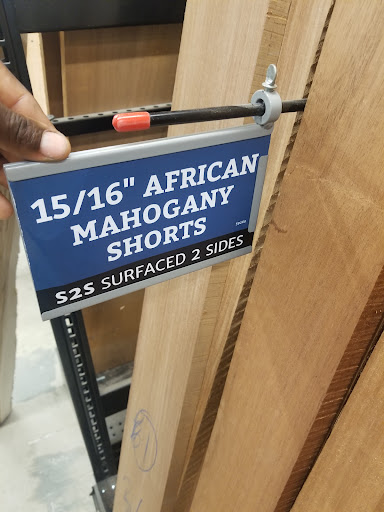 15/16" AFRICAN
MAHOGANY
SHORTS
S2S SURFACED 2 SIDES